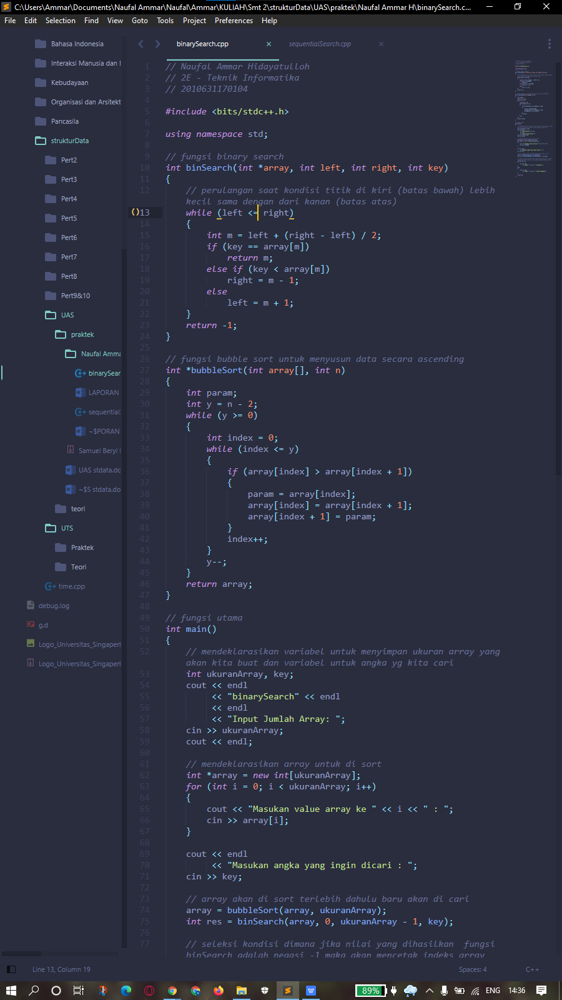 C:\Users\Ammar\Documents\Naufal Ammar\Naufal\Ammar\KULIAH\Smt 2\strukturData\UAS\praktek\Naufal Ammar H\binarySearch.c...
File Edit Selection Find View Goto Tools Project Preferences Help
Bahasa Indonesia
Interaksi Manusia dan
Kebudayaan
Organisasi dan Arsitekt
Pancasila
strukturData
Pert2
Pert3
Pert4
Pert5
Pert6
Pert7
Pert8
Pert9&10
UAS
praktek
Naufal Amma
binarySear
LAPORAN
sequential
~$PORAN
Samuel Beryl
UAS stdata.do
~$S stdata.do
teori
UTS
Praktek
Teori
time.cpp
debug.log
g.d
Logo_Universitas_Singaper
Logo_Universitas_Singaper
binarySearch.cpp × sequentialSearch.cpp ×
1 // Naufal Ammar Hidayatulloh
2 // 2E - Teknik Informatika
3 // 2010631170104
4
5 #include <bits/stdc++.h>
6
7 using namespace std;
8
9 // fungsi binary search
10 int binSearch(int *array, int left, int right, int key)
11 {
12 // perulangan saat kondisi titik di kiri (batas bawah) lebih
kecil sama dengan dari kanan (batas atas)
()13 while (left <= right)
14 {
15 int m = left + (right - left) / 2;
16 if (key == array[m])
17 return m;
18 else if (key < array[m])
19 right = m - 1;
20 else
21 left = m + 1;
22 }
23 return -1;
24 }
25
26 // fungsi bubble sort untuk menyusun data secara ascending
27 int *bubbleSort(int array[], int n)
28 {
29 int param;
30 int y = n - 2;
31 while (y >= 0)
32 {
33 int index = 0;
34 while (index <= y)
35 {
36 if (array[index] > array[index + 1])
37 {
38 param = array[index];
39 array[index] = array[index + 1];
40 array[index + 1] = param;
41 }
42 index++;
43 }
44 y--;
45 }
46 return array;
47 }
48
49 // fungsi utama
50 int main()
51 {
52 // mendeklarasikan variabel untuk menyimpan ukuran array yang
akan kita buat dan variabel untuk angka yg kita cari
53 int ukuranArray, key;
54 cout << endl
55 << "binarySearch" << endl
56 << endl
57 << "Input Jumlah Array: ";
58 cin >> ukuranArray;
59 cout << endl;
60
61 // mendeklarasikan array untuk di sort
62 int *array = new int[ukuranArray];
63 for (int i = 0; i < ukuranArray; i++)
64 {
65 cout << "Masukan value array ke " << i << " : ";
66 cin >> array[i];
67 }
68
69 cout << endl
70 << "Masukan angka yang ingin dicari : ";
71 cin >> key;
72
73 // array akan di sort terlebih dahulu baru akan di cari
74 array = bubbleSort(array, ukuranArray);
75 int res = binSearch(array, 0, ukuranArray - 1, key);
76
77 // seleksi kondisi dimana jika nilai yang dihasilkan fungsi
binSearch adalah negasi -1 maka akan mencetak indeks array
Line 13, Column 19 Spaces: 4 C++
89% ENG 14:36